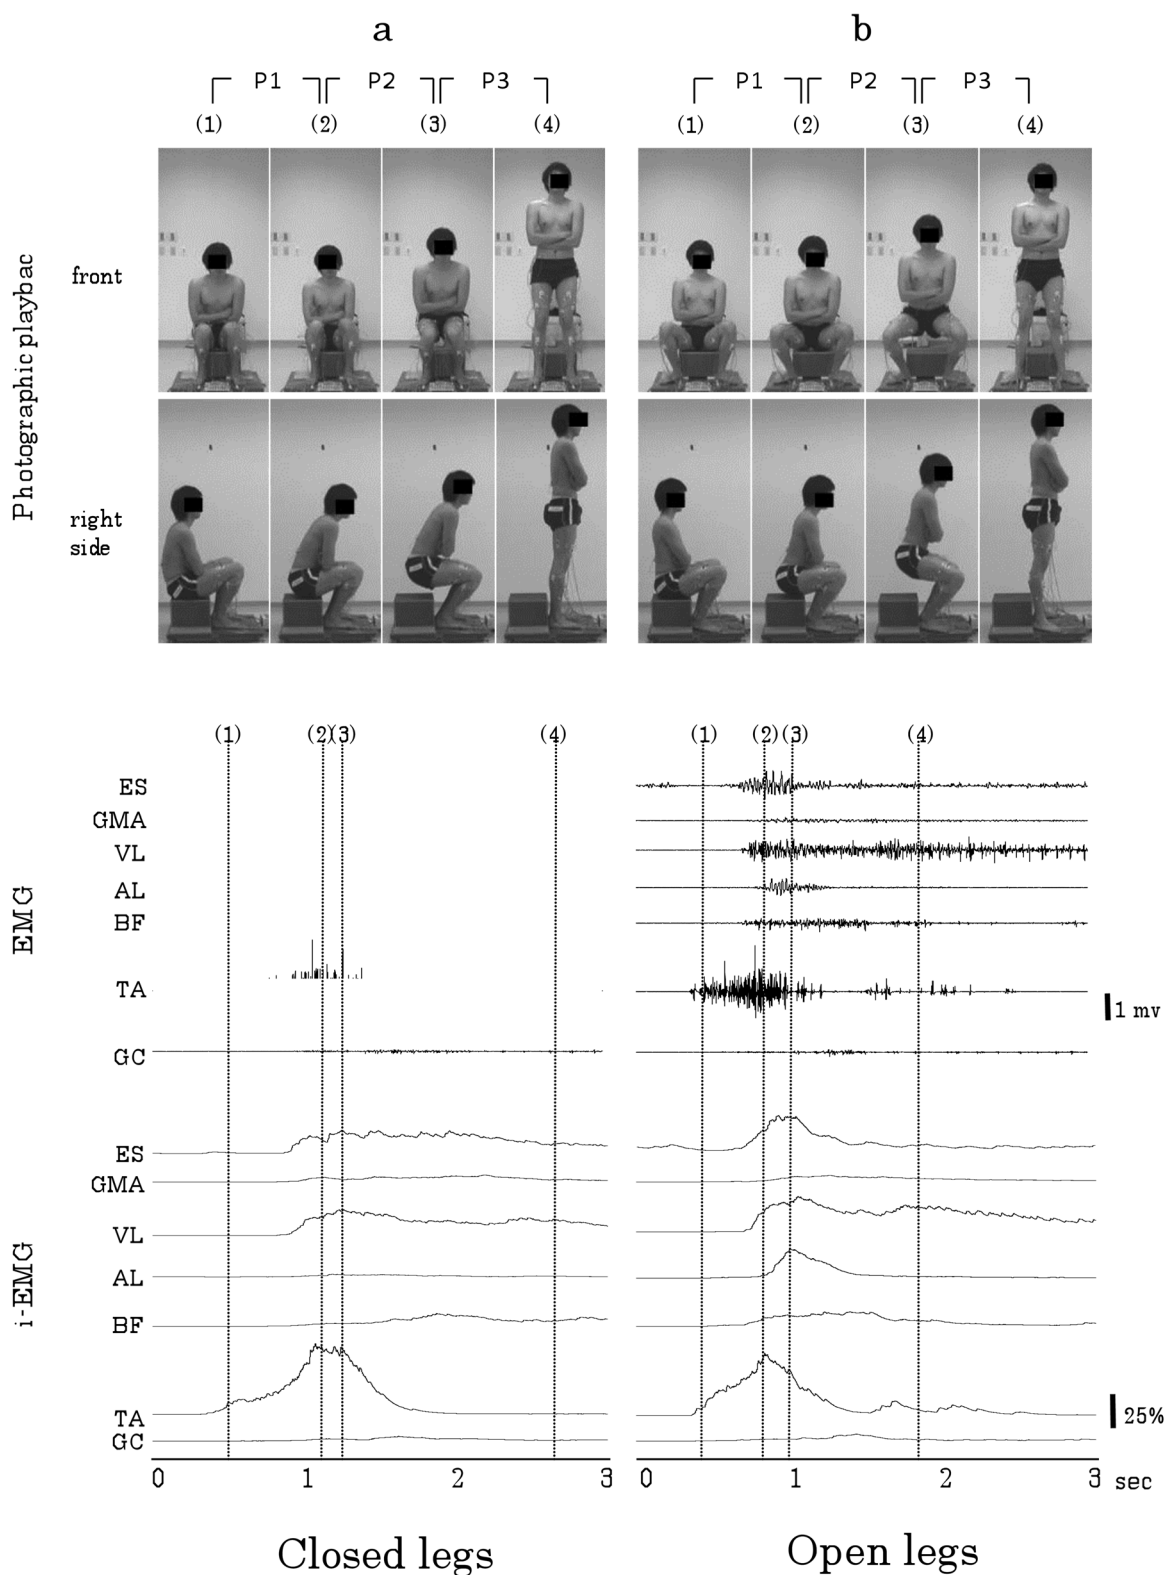 a
b
P1 P2 P3
P1 P2 P3
(1) (2) (3) (4)
(1) (2) (3) (4)
Photographic playbac
front
right
side
(1) (2) (3) (4)
(1) (2) (3) (4)
EMG
ES
GMA
VL
AL
BF
TA
GC
1 mv
i-EMG
ES
GMA
VL
AL
BF
TA
GC
25%
0 1 2 3
0 1 2 3 sec
Closed legs
Open legs